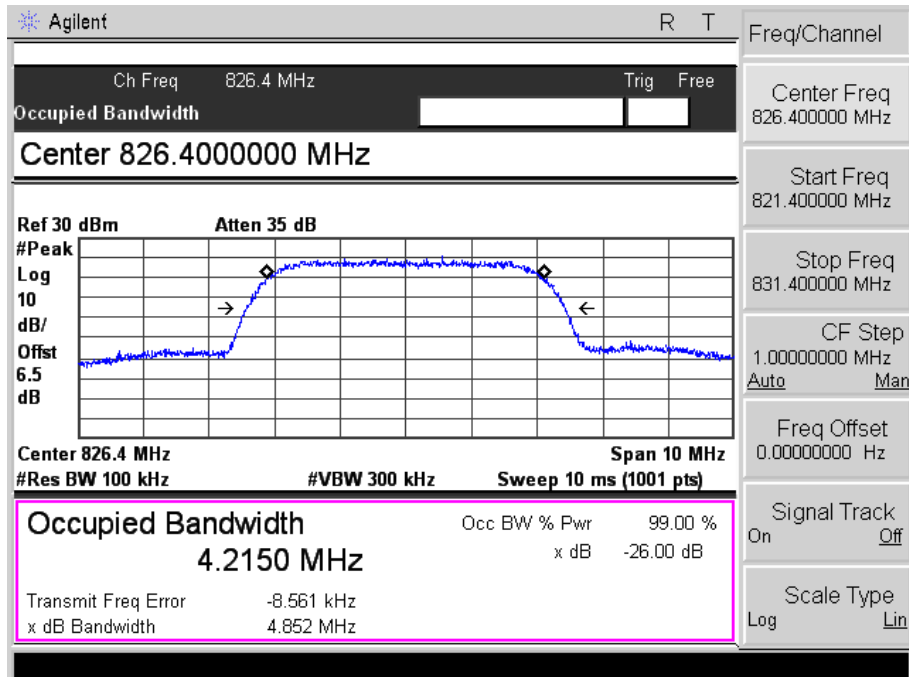 Agilent R T
Ch Freq 826.4 MHz Trig Free
Occupied Bandwidth
Center 826.4000000 MHz
Ref 30 dBm Atten 35 dB
#Peak
Log
10
dB/
Offst
6.5
dB
Center 826.4 MHz Span 10 MHz
#Res BW 100 kHz #VBW 300 kHz Sweep 10 ms (1001 pts)
Occupied Bandwidth
4.2150 MHz
Occ BW % Pwr 99.00 %
x dB -26.00 dB
Transmit Freq Error -8.561 kHz
x dB Bandwidth 4.852 MHz
Freq/Channel
Center Freq
826.400000 MHz
Start Freq
821.400000 MHz
Stop Freq
831.400000 MHz
CF Step
1.00000000 MHz
Auto Man
Freq Offset
0.00000000 Hz
Signal Track
On Off
Scale Type
Log Lin